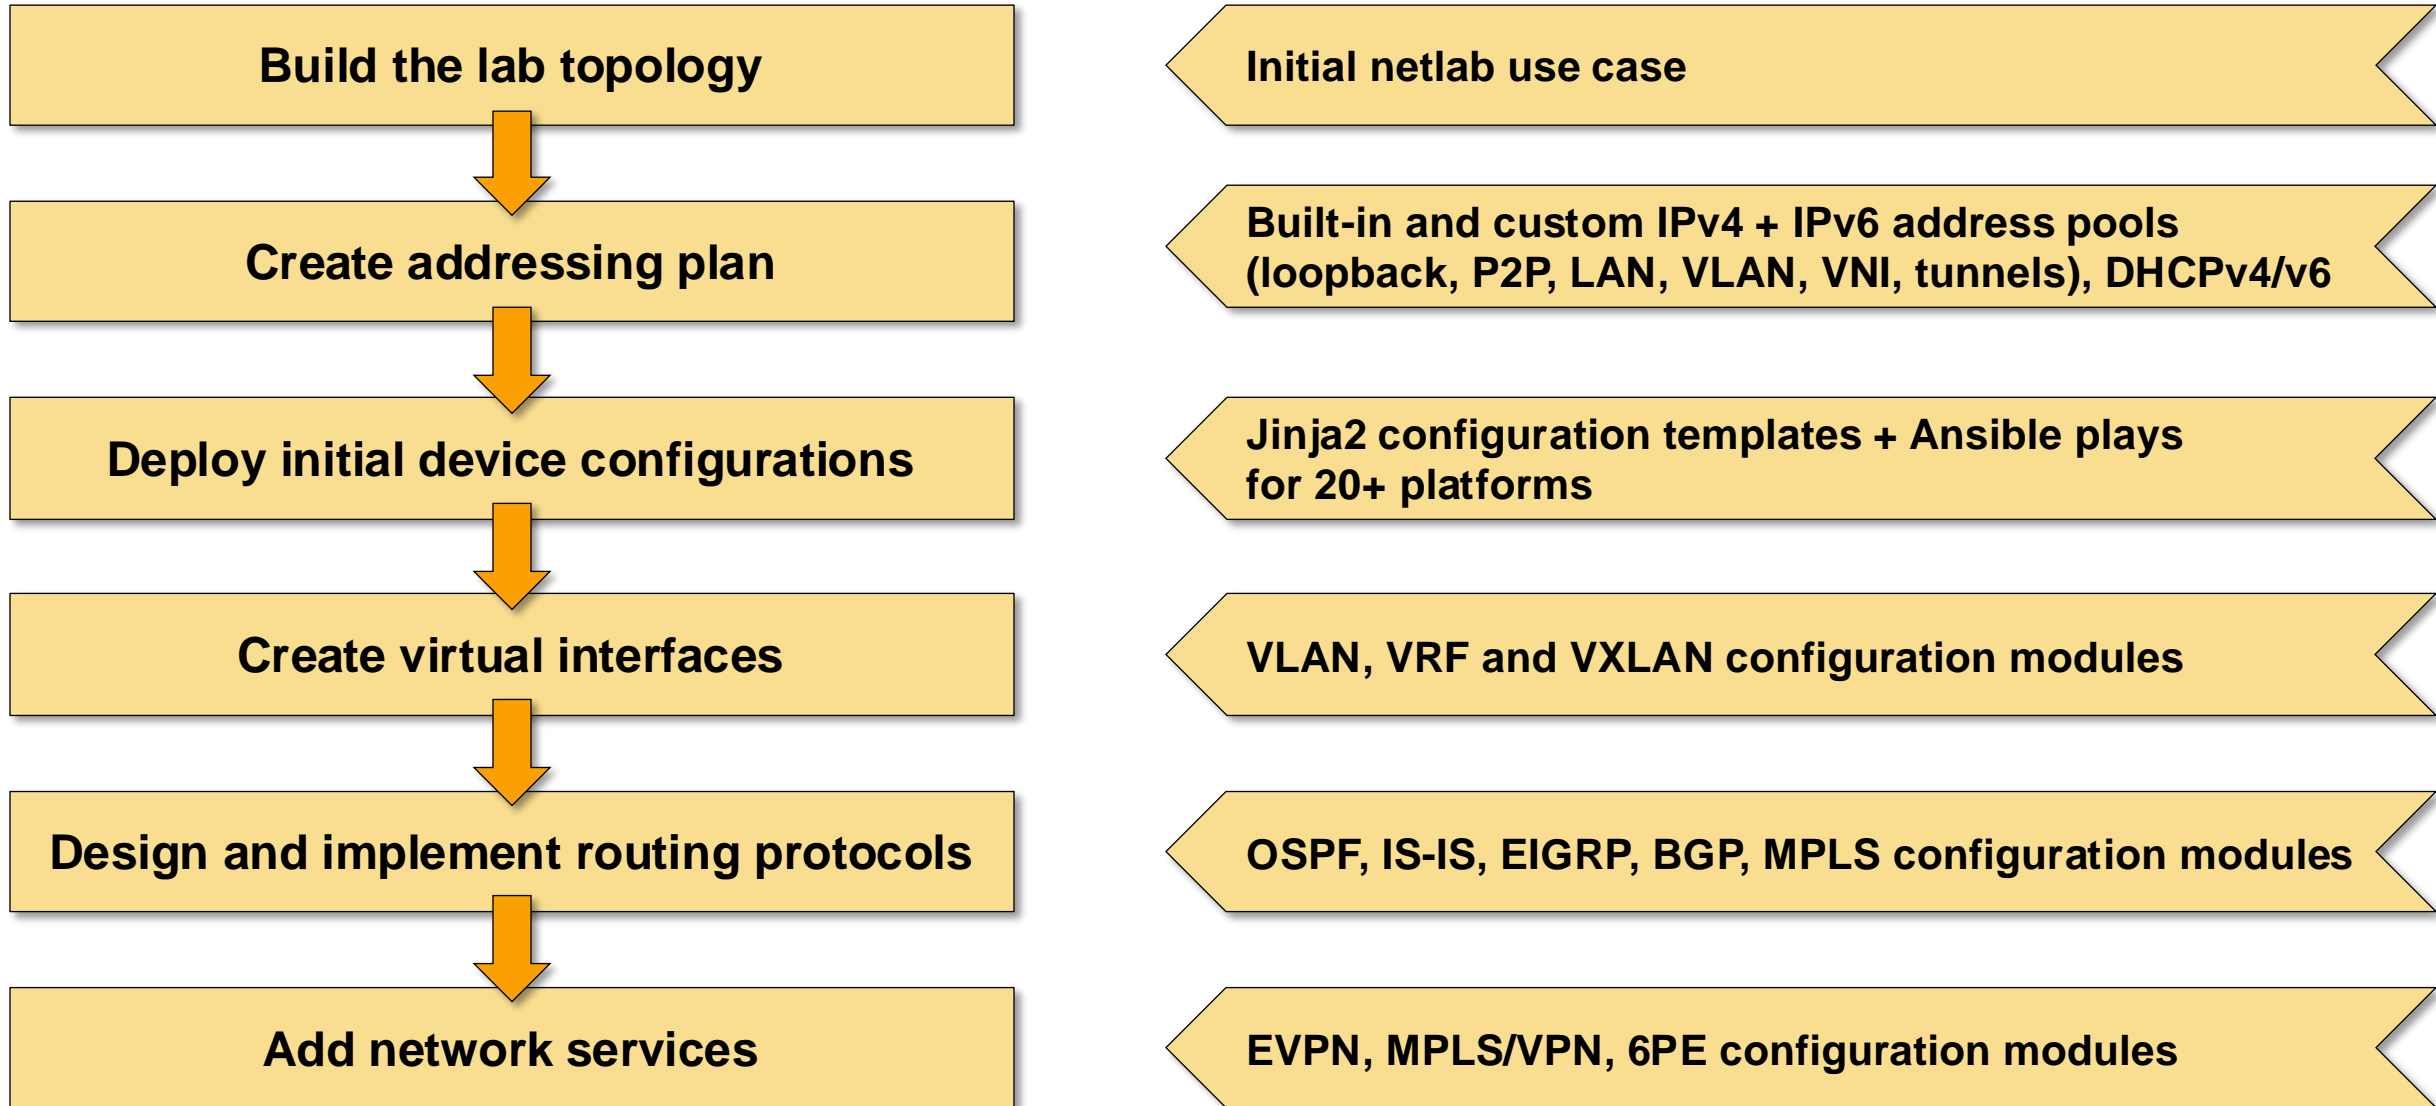 Build the lab topology
Initial netlab use case
Create addressing plan
Built-in and custom IPv4 + IPv6 address pools
(loopback, P2P, LAN, VLAN, VNI, tunnels), DHCPv4/v6
Deploy initial device configurations
Jinja2 configuration templates + Ansible plays
for 20+ platforms
Create virtual interfaces
VLAN, VRF and VXLAN configuration modules
Design and implement routing protocols
OSPF, IS-IS, EIGRP, BGP, MPLS configuration modules
Add network services
EVPN, MPLS/VPN, 6PE configuration modules